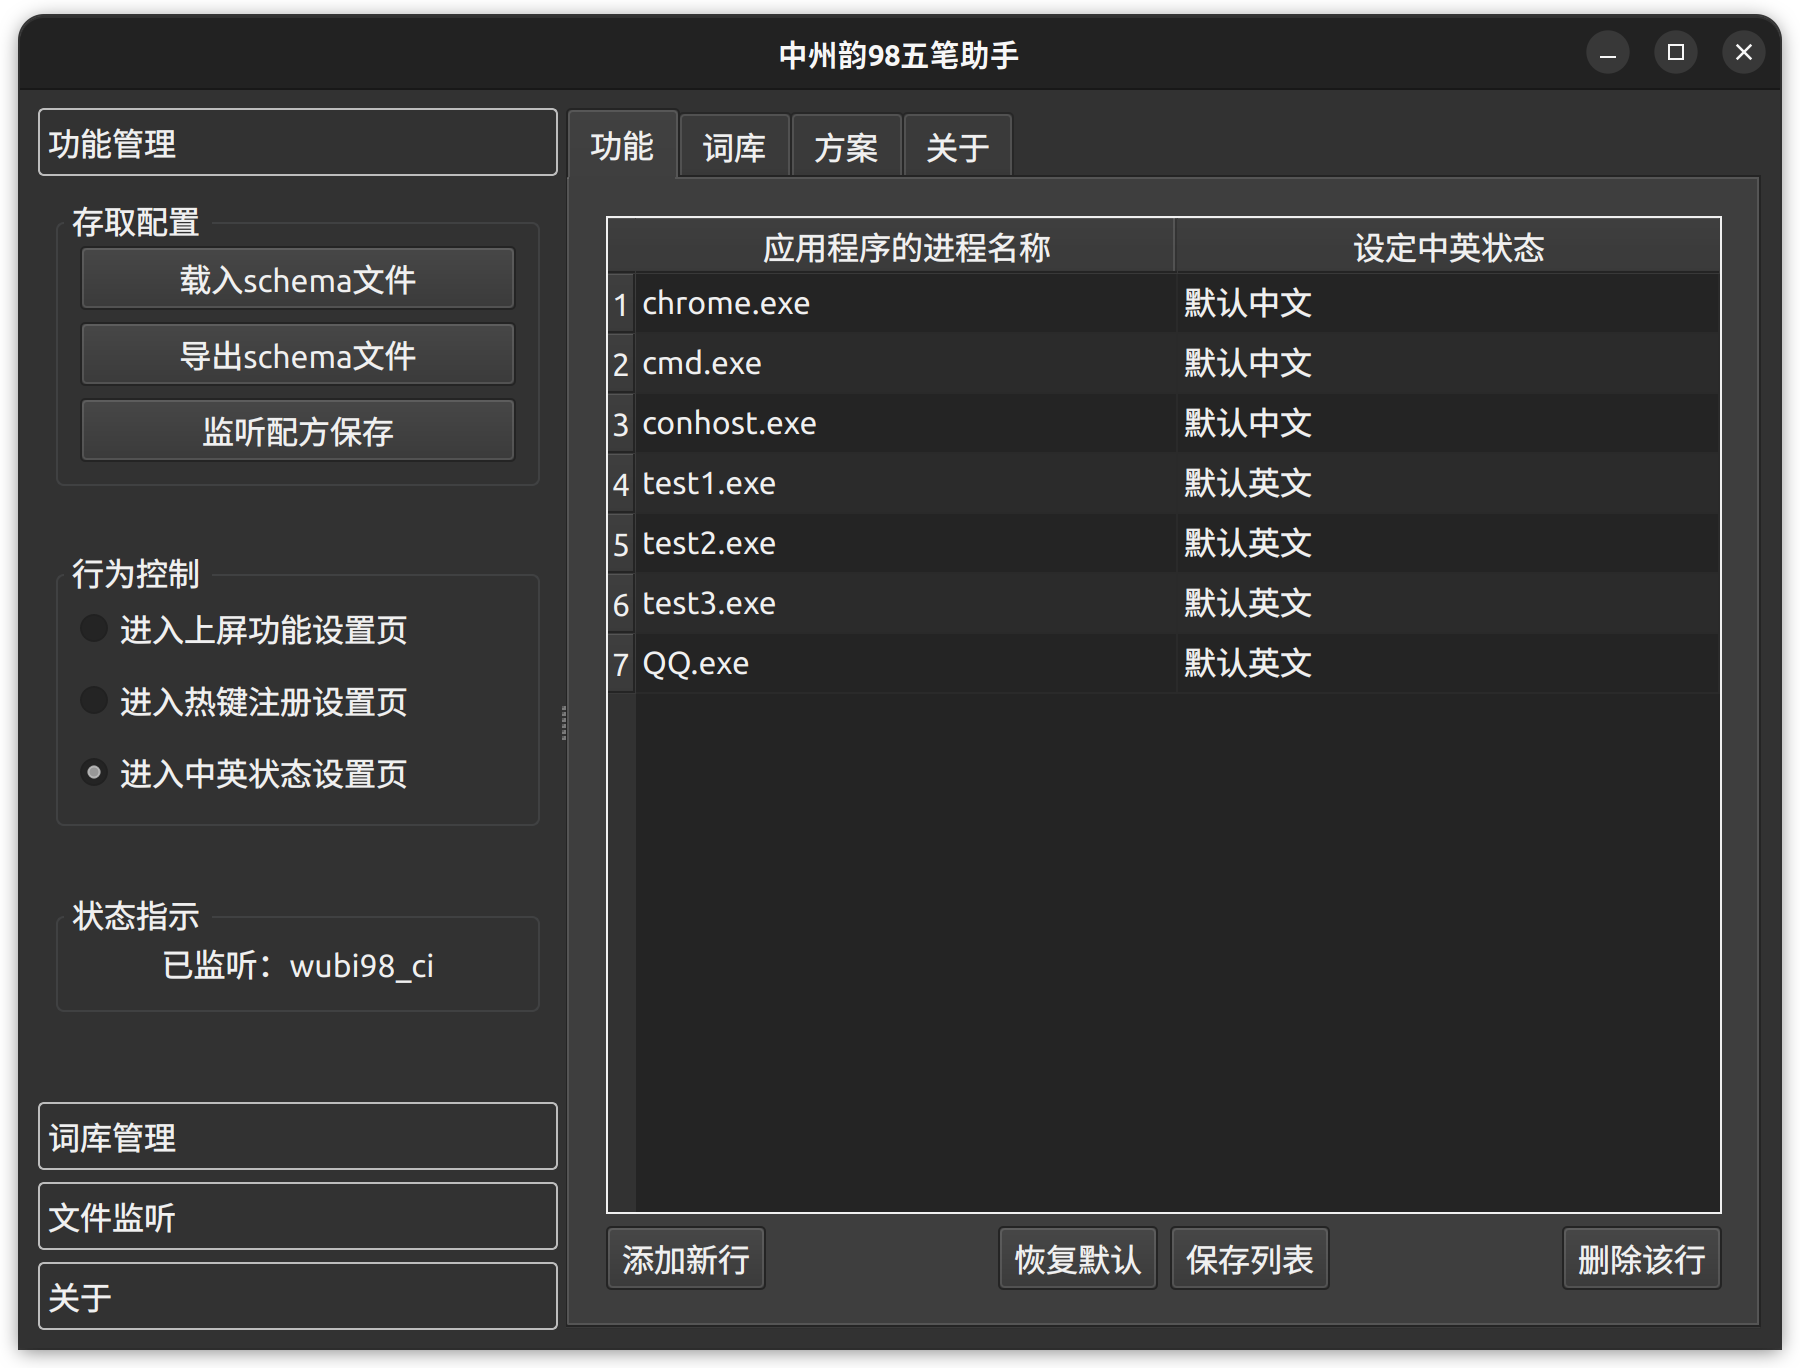 中州韵98五笔助手
功能管理
存取配置
载入schema文件
导出schema文件
监听配方保存
行为控制
进入上屏功能设置页
进入热键注册设置页
进入中英状态设置页
状态指示
已监听：wubi98_ci
词库管理
文件监听
关于
功能 词库 方案 关于
应用程序的进程名称 设定中英状态
1 chrome.exe 默认中文
2 cmd.exe 默认中文
3 conhost.exe 默认中文
4 test1.exe 默认英文
5 test2.exe 默认英文
6 test3.exe 默认英文
7 QQ.exe 默认英文
添加新行 恢复默认 保存列表 删除该行